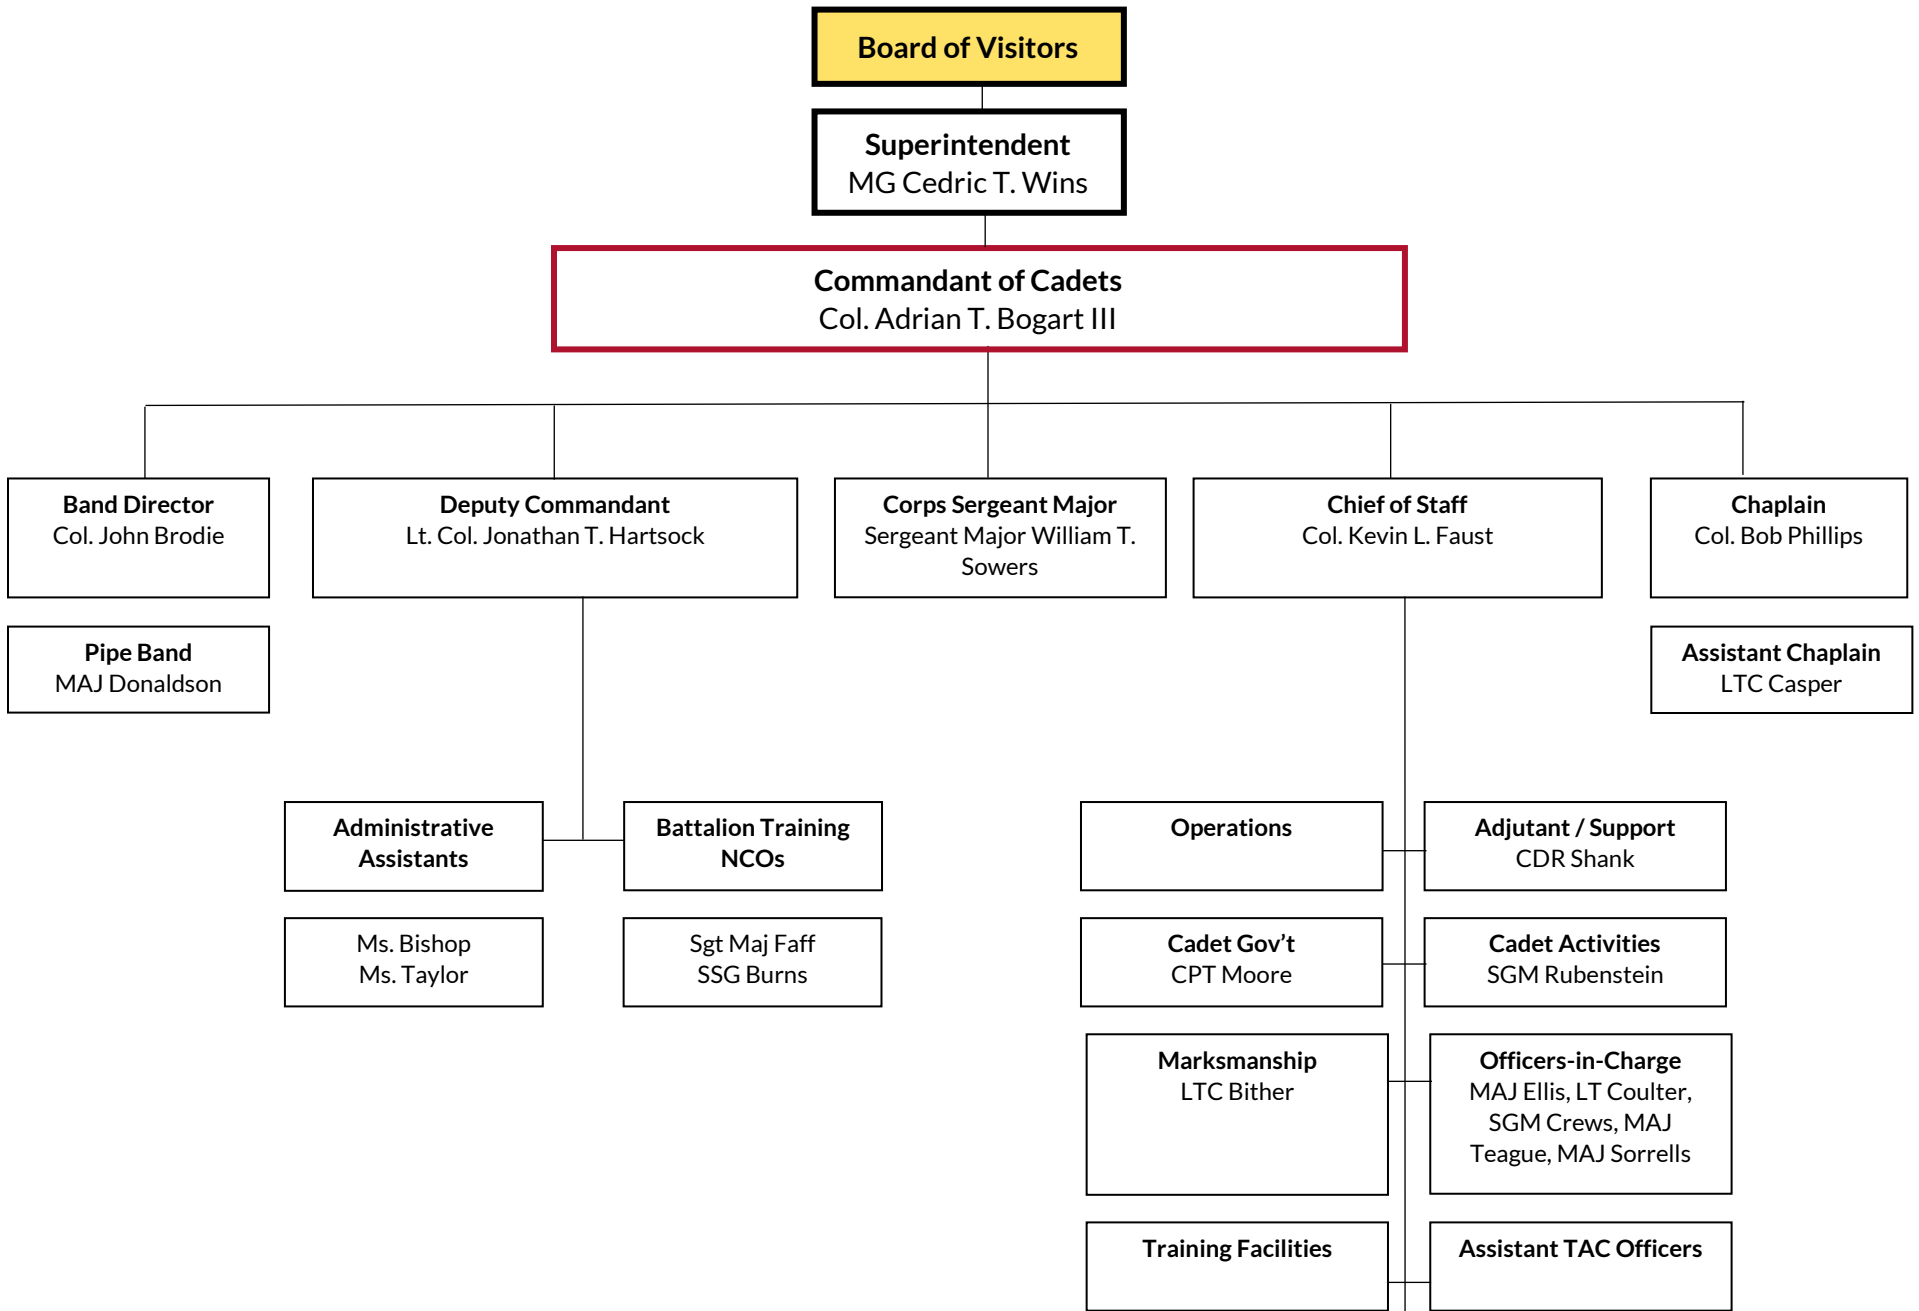 Board of Visitors
Superintendent
MG Cedric T. Wins
Commandant of Cadets
Col. Adrian T. Bogart III
Band Director
Col. John Brodie
Deputy Commandant
Lt. Col. Jonathan T. Hartsock
Corps Sergeant Major
Sergeant Major William T.
Sowers
Chief of Staff
Col. Kevin L. Faust
Chaplain
Col. Bob Phillips
Pipe Band
MAJ Donaldson
Assistant Chaplain
LTC Casper
Administrative
Assistants
Battalion Training
NCOs
Operations
Adjutant / Support
CDR Shank
Ms. Bishop
Ms. Taylor
Sgt Maj Faff
SSG Burns
Cadet Gov’t
CPT Moore
Cadet Activities
SGM Rubenstein
Marksmanship
LTC Bither
Officers-in-Charge
MAJ Ellis, LT Coulter,
SGM Crews, MAJ
Teague, MAJ Sorrells
Training Facilities
Assistant TAC Officers